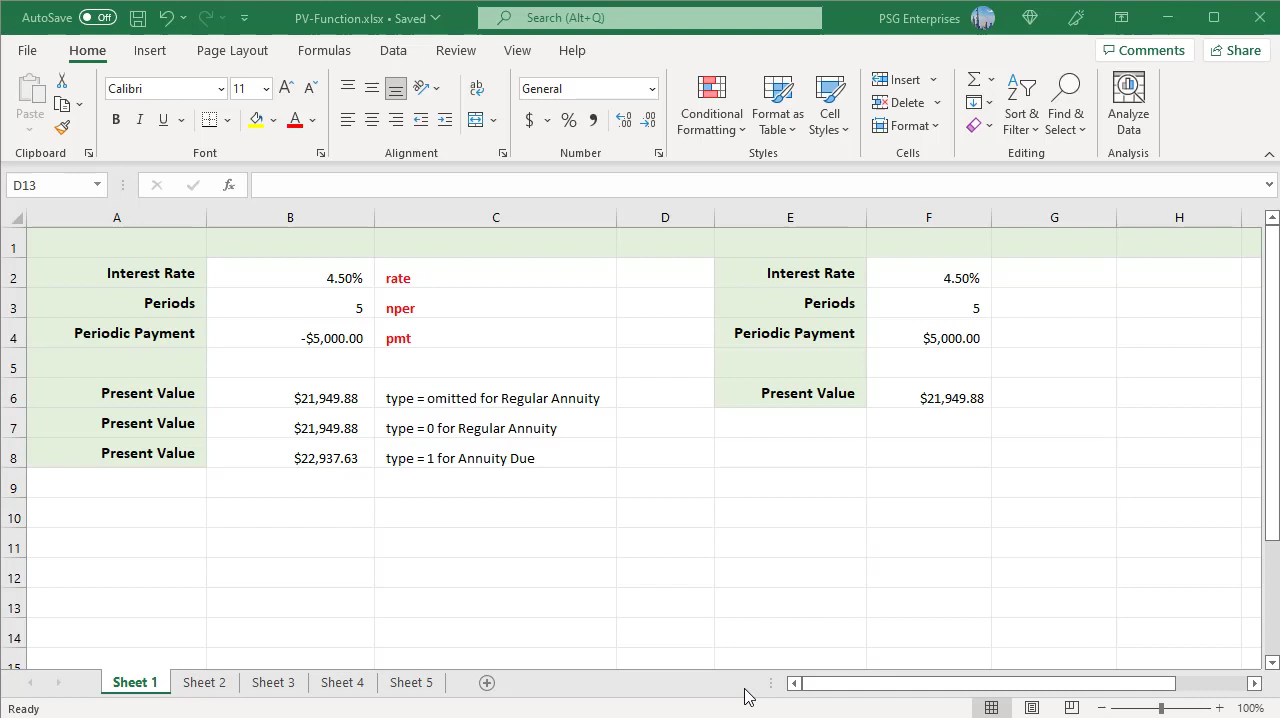 AutoSave Off PV-Function.xlsx • Saved Search (Alt+Q) PSG Enterprises
File Home Insert Page Layout Formulas Data Review View Help Comments Share
Paste
Clipboard
Calibri 11
B I U A
Font
ab
Alignment
General
$ % 9
Number
Conditional Formatting
Format as Table
Cell Styles
Styles
Insert
Delete
Format
Cells
Sort & Filter
Find & Select
Editing
Analyze Data
Analysis
D13 fx
A B C D E F G H
1
2 Interest Rate 4.50% rate Interest Rate 4.50%
3 Periods 5 nper Periods 5
4 Periodic Payment -$5,000.00 pmt Periodic Payment $5,000.00
5
6 Present Value $21,949.88 type = omitted for Regular Annuity Present Value $21,949.88
7 Present Value $21,949.88 type = 0 for Regular Annuity
8 Present Value $22,937.63 type = 1 for Annuity Due
9
10
11
12
13
14
15
Sheet 1 Sheet 2 Sheet 3 Sheet 4 Sheet 5
Ready 100%